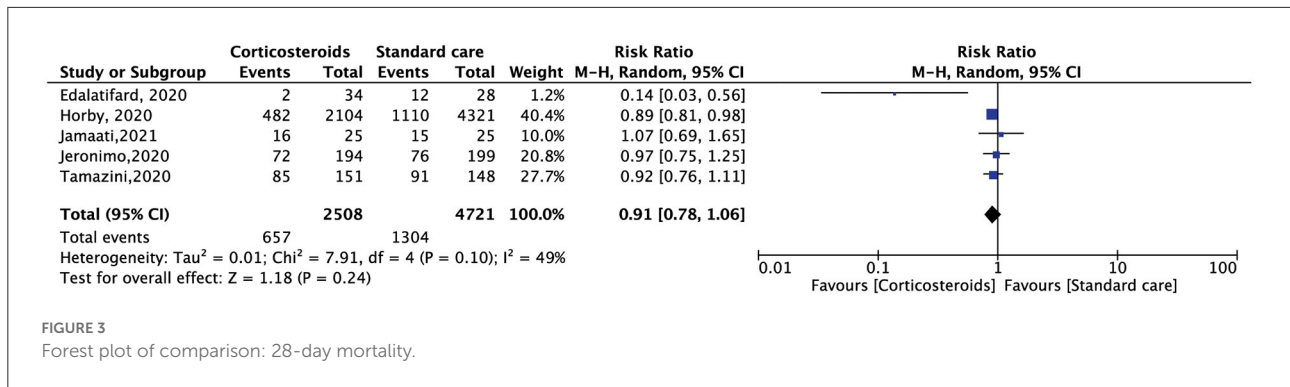 Corticosteroids Standard care Risk Ratio Risk Ratio
Study or Subgroup Events Total Events Total Weight M-H, Random, 95% CI M-H, Random, 95% CI
Edalatifard, 2020 2 34 12 28 1.2% 0.14 [0.03, 0.56]
Horby, 2020 482 2104 1110 4321 40.4% 0.89 [0.81, 0.98]
Jamaati,2021 16 25 15 25 10.0% 1.07 [0.69, 1.65]
Jeronimo,2020 72 194 76 199 20.8% 0.97 [0.75, 1.25]
Tamazini,2020 85 151 91 148 27.7% 0.92 [0.76, 1.11]
Total (95% CI) 2508 4721 100.0% 0.91 [0.78, 1.06]
Total events 657 1304
Heterogeneity: Tau² = 0.01; Chi² = 7.91, df = 4 (P = 0.10); I² = 49%
Test for overall effect: Z = 1.18 (P = 0.24)
0.01 0.1 1 10 100
Favours [Corticosteroids] Favours [Standard care]
FIGURE 3
Forest plot of comparison: 28-day mortality.